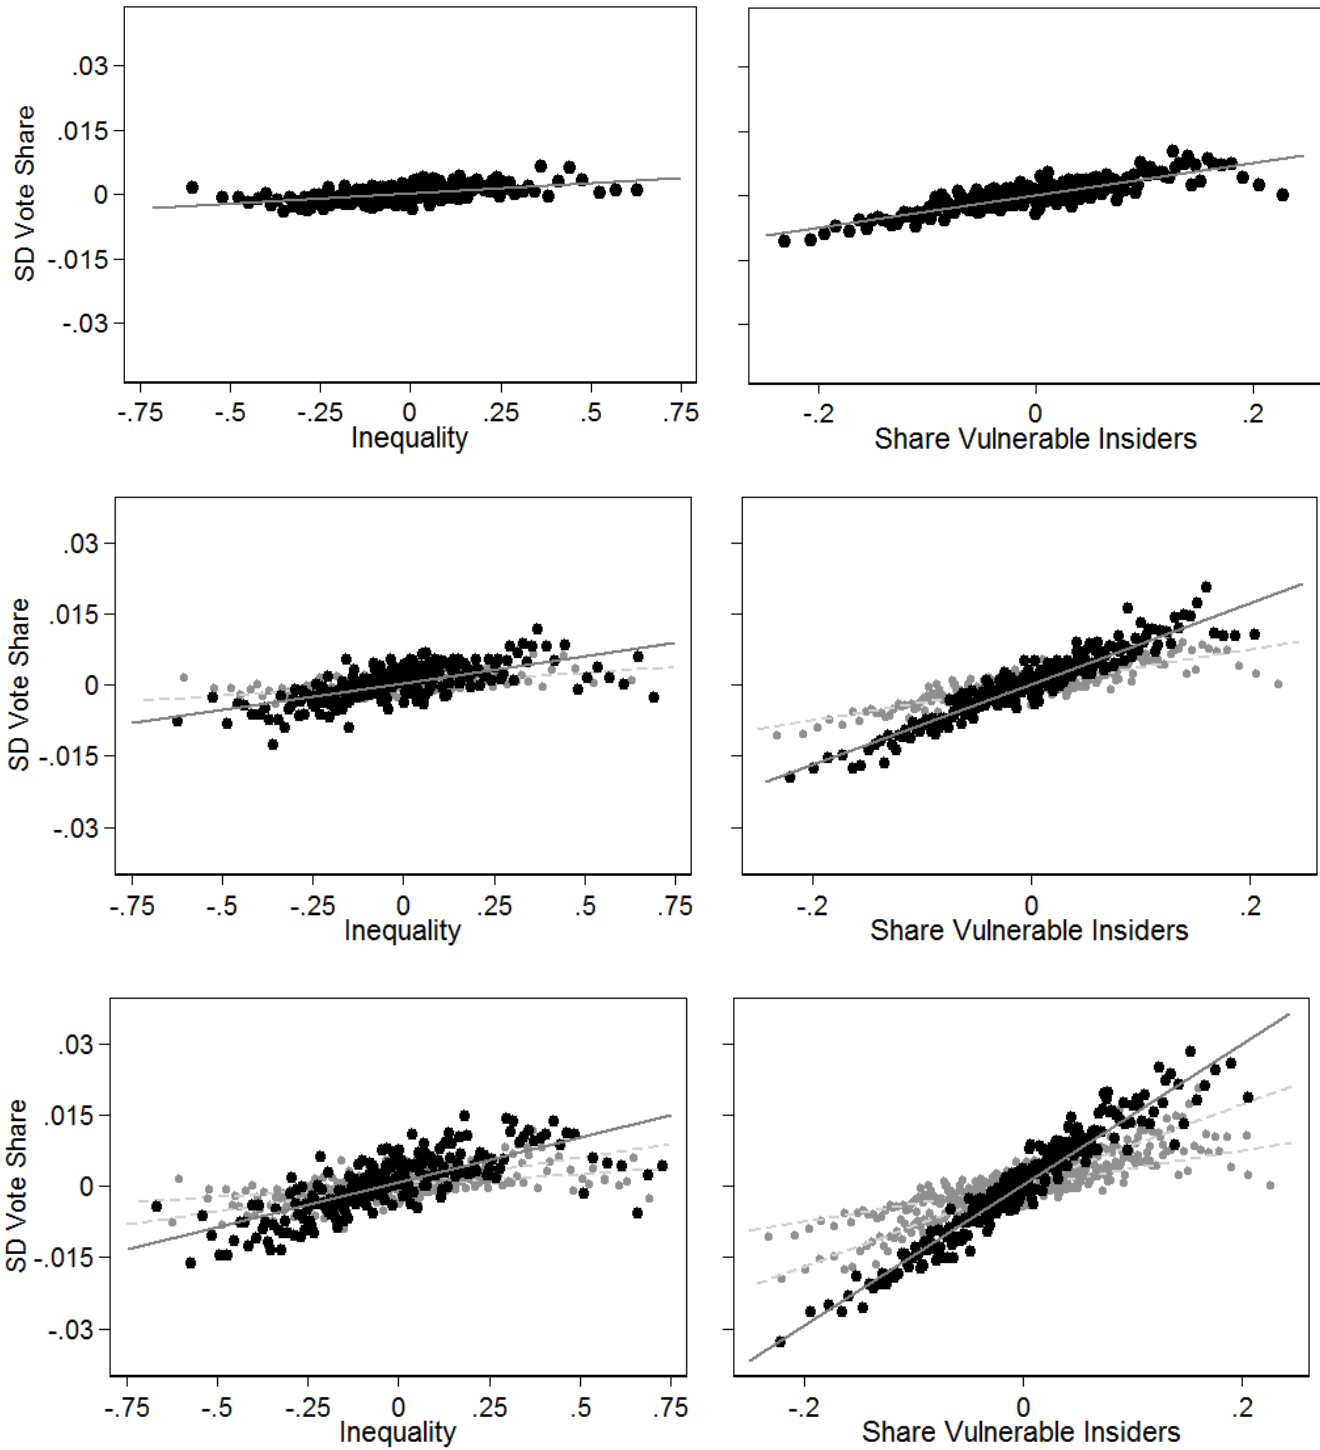 .03
.015
0
-.015
-.03
SD Vote Share
-.75 -.5 -.25 0 .25 .5 .75
Inequality
-.2 0 .2
Share Vulnerable Insiders
.03
.015
0
-.015
-.03
SD Vote Share
-.75 -.5 -.25 0 .25 .5 .75
Inequality
-.2 0 .2
Share Vulnerable Insiders
.03
.015
0
-.015
-.03
SD Vote Share
-.75 -.5 -.25 0 .25 .5 .75
Inequality
-.2 0 .2
Share Vulnerable Insiders